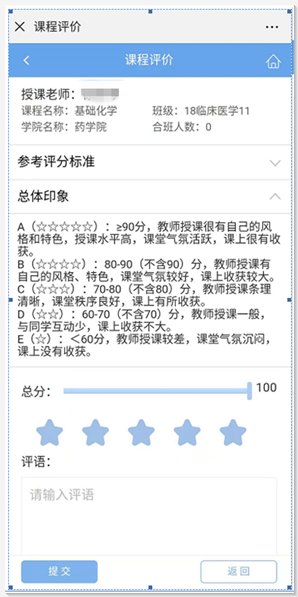 课程评价
课程评价
授课老师：
课程名称：基础化学 班级：18临床医学11
学院名称：药学院 合班人数：0
参考评分标准
总体印象
A（☆☆☆☆☆）：≥90分，教师授课很有自己的风
格和特色，授课水平高，课堂气氛活跃，课上很有收
获。
B（☆☆☆☆）：80-90（不含90）分，教师授课有
自己的风格、特色，课堂气氛较好，课上收获较大。
C（☆☆☆）：70-80（不含80）分，教师授课条理
清晰，课堂秩序良好，课上有所收获。
D（☆☆）：60-70（不含70）分，教师授课一般，
与同学互动少，课上收获不大。
E（☆）：＜60分，教师授课较差，课堂气氛沉闷，
课上没有收获。
总分： 100
评语：
请输入评语
提交 返回